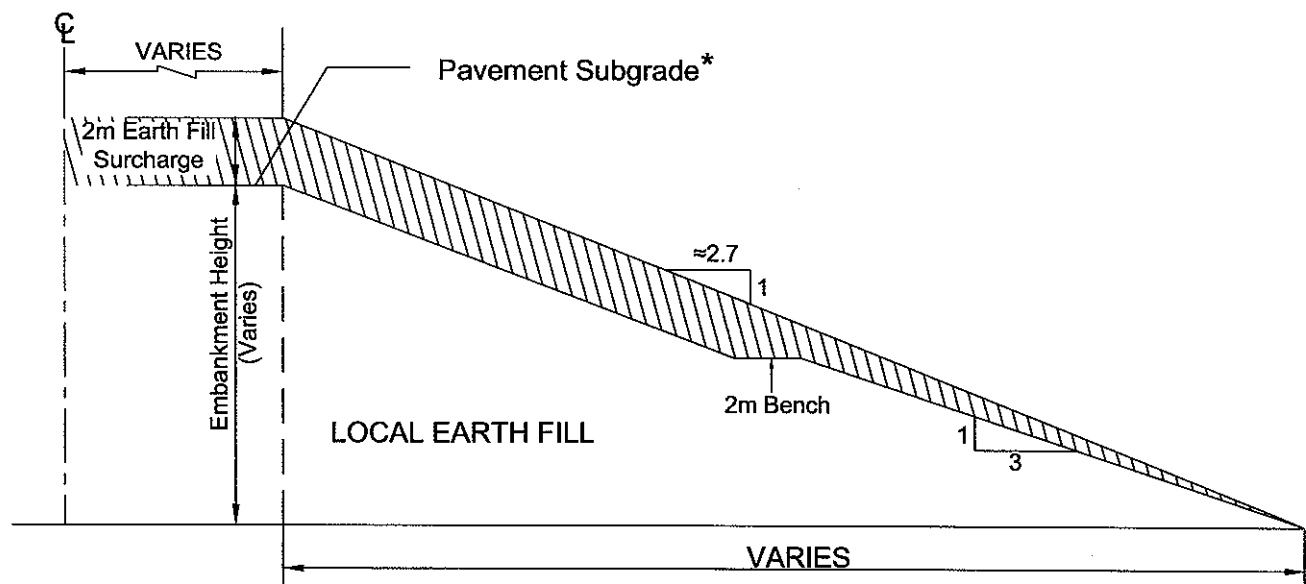 ℄
VARIES
Pavement Subgrade*
2m Earth Fill
Surcharge
≈2.7
1
Embankment Height
(Varies)
2m Bench
LOCAL EARTH FILL
1
3
VARIES